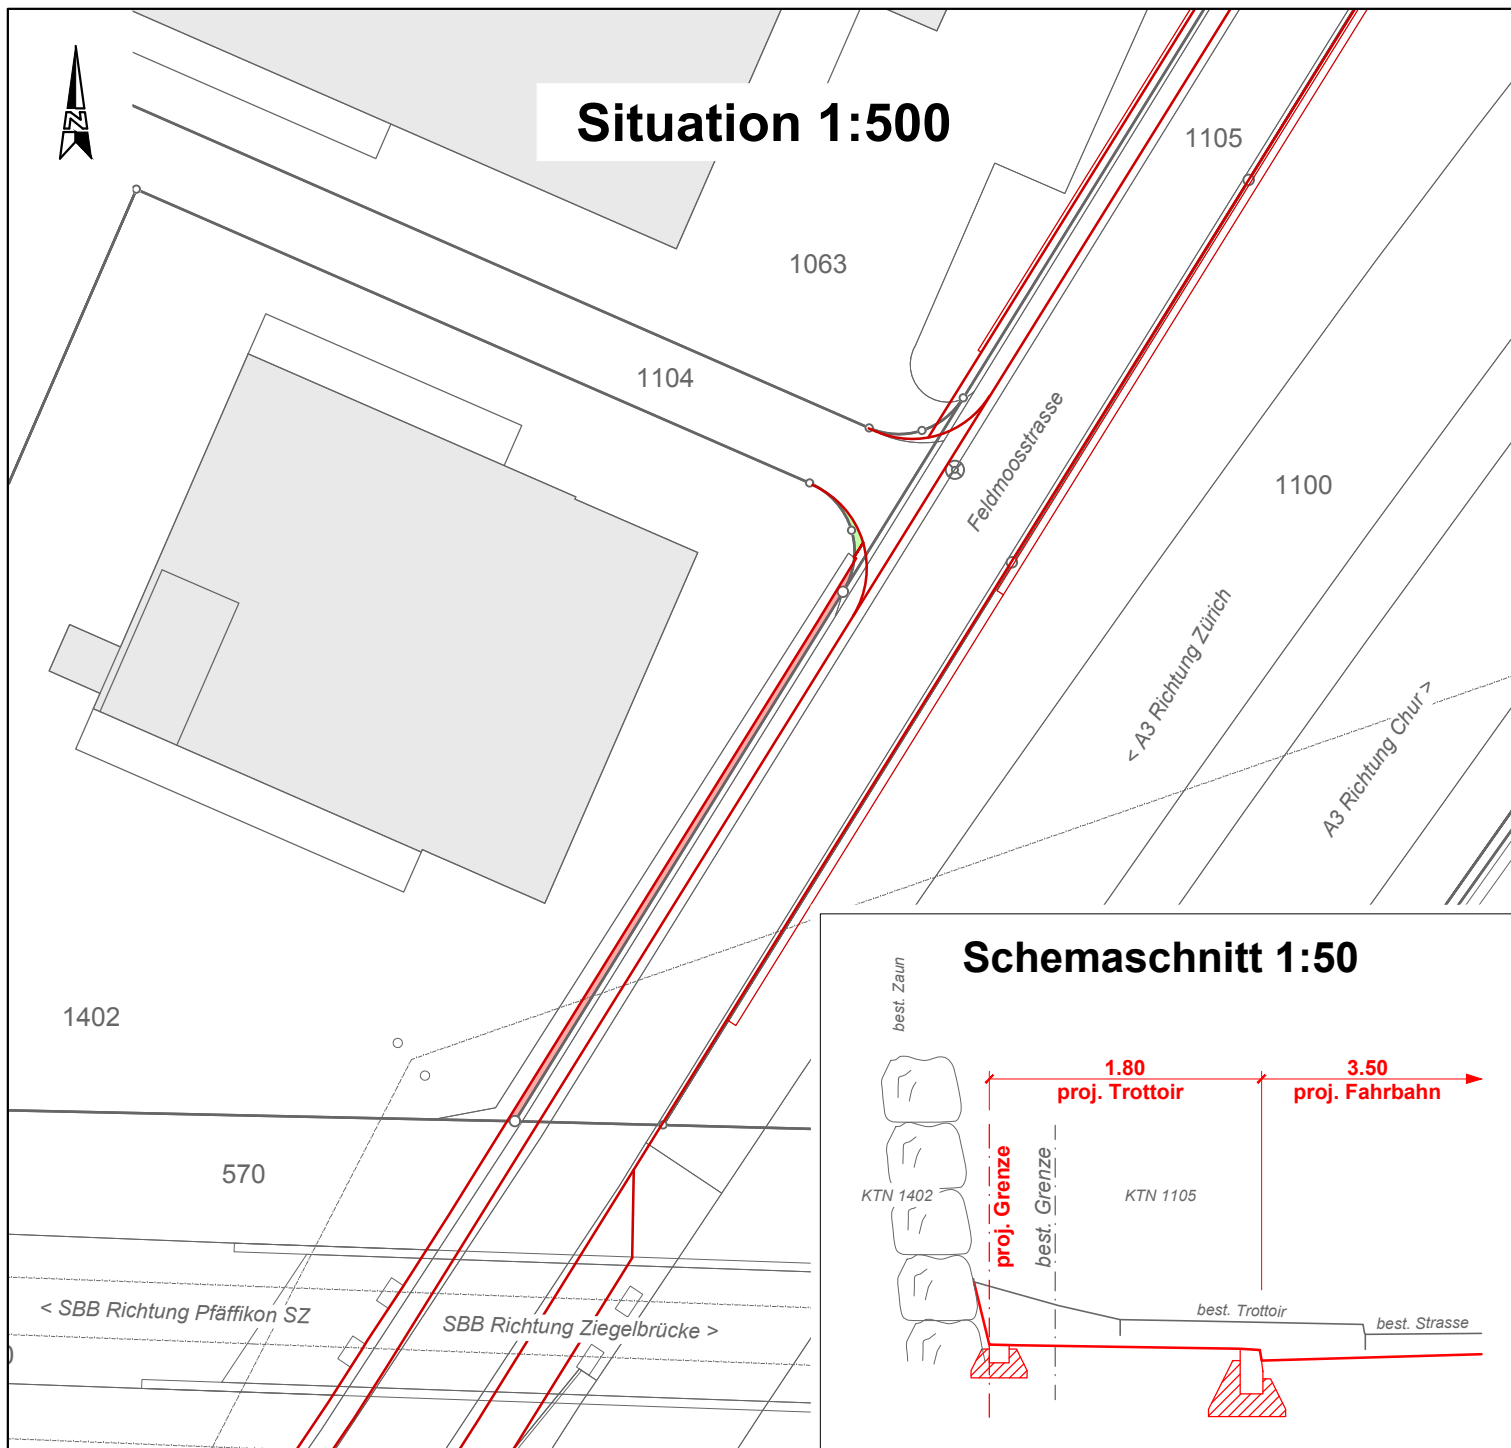 N
Situation 1:500
1105
1063
1104
Feldmoosstrasse
1100
< A3 Richtung Zürich
A3 Richtung Chur >
1402
570
< SBB Richtung Pfäffikon SZ
SBB Richtung Ziegelbrücke >
Schemaschnitt 1:50
best. Zaun
1.80
proj. Trottoir
3.50
proj. Fahrbahn
KTN 1402
proj. Grenze
best. Grenze
KTN 1105
best. Trottoir
best. Strasse